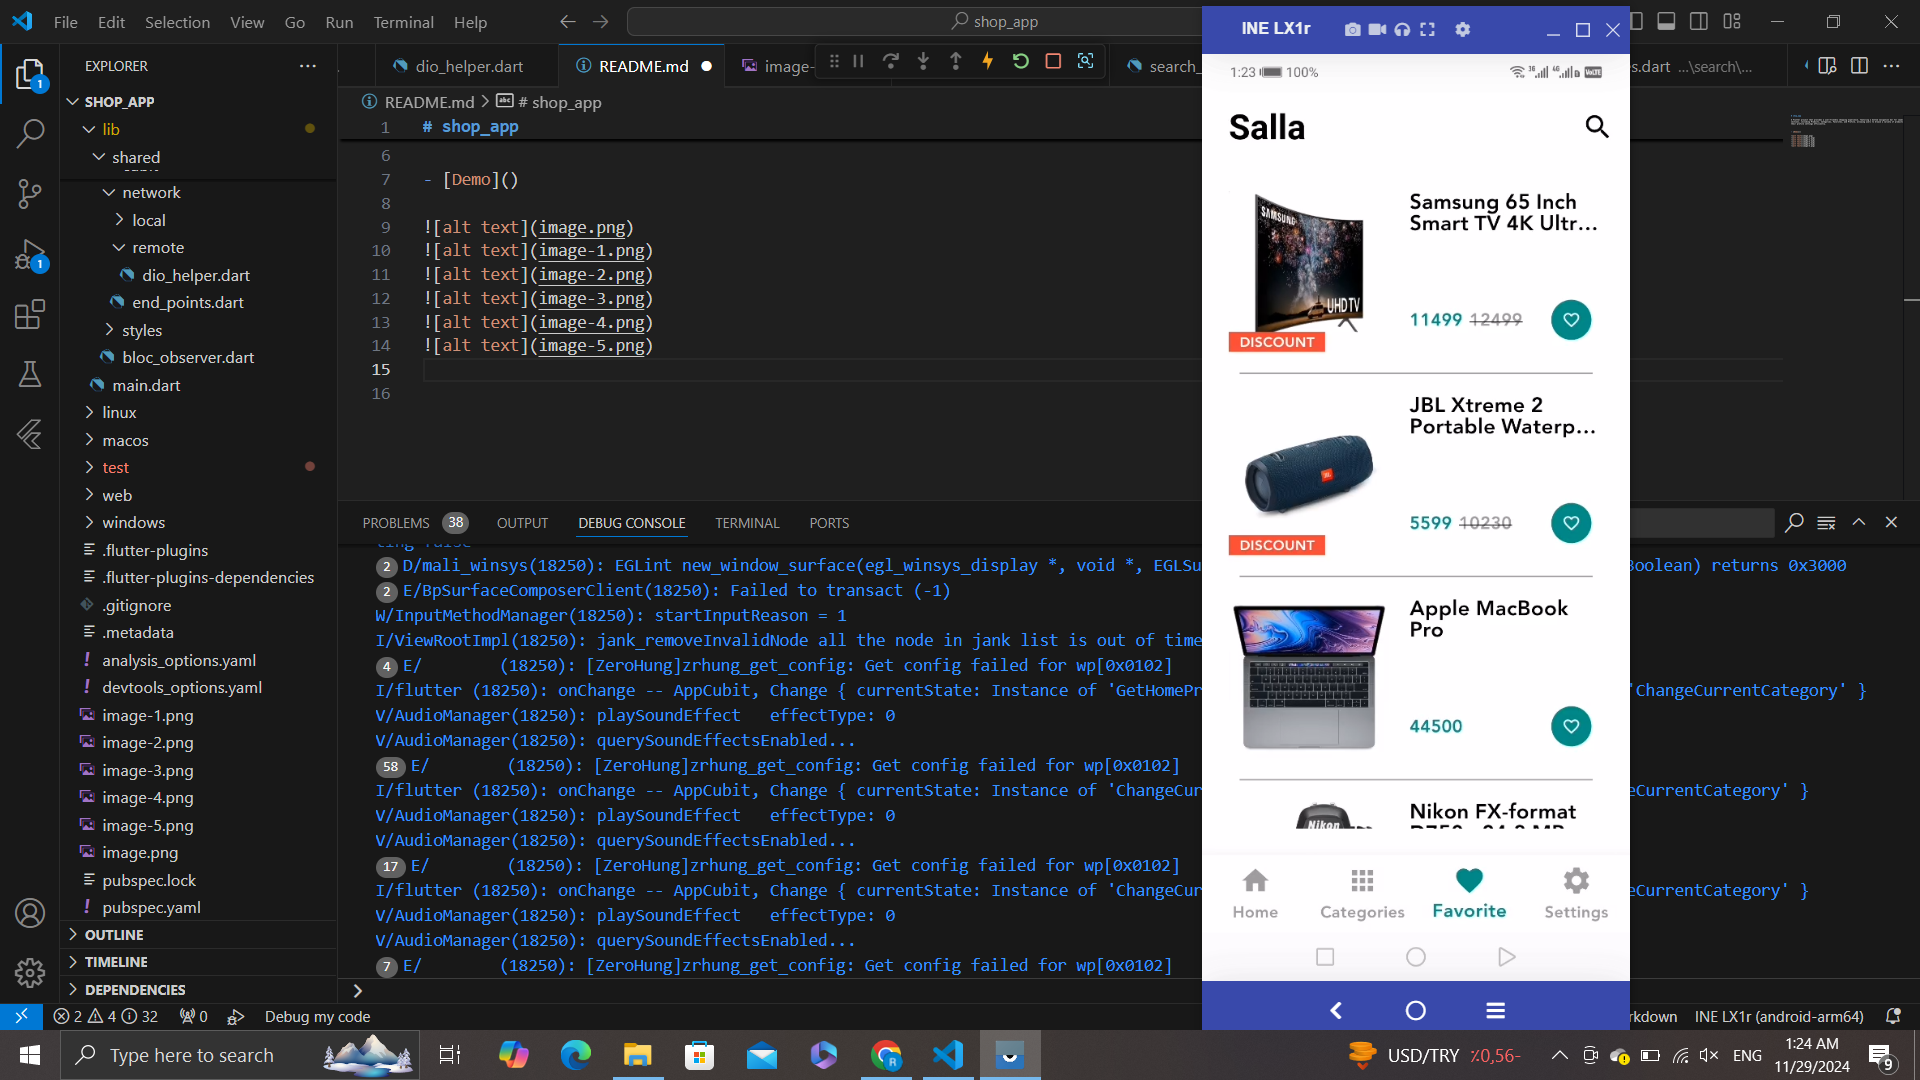 File Edit Selection View Go Run Terminal Help
shop_app
EXPLORER
SHOP_APP
lib
shared
network
local
remote
dio_helper.dart
end_points.dart
styles
bloc_observer.dart
main.dart
linux
macos
test
web
windows
.flutter-plugins
.flutter-plugins-dependencies
.gitignore
.metadata
analysis_options.yaml
devtools_options.yaml
image-1.png
image-2.png
image-3.png
image-4.png
image-5.png
image.png
pubspec.lock
pubspec.yaml
OUTLINE
TIMELINE
DEPENDENCIES
dio_helper.dart README.md image- search_ s.dart ...\search\...
README.md > # shop_app
1 # shop_app
6
7 - [Demo]()
8
9 ![alt text](image.png)
10 ![alt text](image-1.png)
11 ![alt text](image-2.png)
12 ![alt text](image-3.png)
13 ![alt text](image-4.png)
14 ![alt text](image-5.png)
15
16
PROBLEMS 38 OUTPUT DEBUG CONSOLE TERMINAL PORTS
2 D/mali_winsys(18250): EGLint new_window_surface(egl_winsys_display *, void *, EGLSu Boolean) returns 0x3000
2 E/BpSurfaceComposerClient(18250): Failed to transact (-1)
W/InputMethodManager(18250): startInputReason = 1
I/ViewRootImpl(18250): jank_removeInvalidNode all the node in jank list is out of time
4 E/ (18250): [ZeroHung]zrhung_get_config: Get config failed for wp[0x0102]
I/flutter (18250): onChange -- AppCubit, Change { currentState: Instance of 'GetHomePr 'ChangeCurrentCategory' }
V/AudioManager(18250): playSoundEffect effectType: 0
V/AudioManager(18250): querySoundEffectsEnabled...
58 E/ (18250): [ZeroHung]zrhung_get_config: Get config failed for wp[0x0102]
I/flutter (18250): onChange -- AppCubit, Change { currentState: Instance of 'ChangeCur eCurrentCategory' }
V/AudioManager(18250): playSoundEffect effectType: 0
V/AudioManager(18250): querySoundEffectsEnabled...
17 E/ (18250): [ZeroHung]zrhung_get_config: Get config failed for wp[0x0102]
I/flutter (18250): onChange -- AppCubit, Change { currentState: Instance of 'ChangeCur eCurrentCategory' }
V/AudioManager(18250): playSoundEffect effectType: 0
V/AudioManager(18250): querySoundEffectsEnabled...
7 E/ (18250): [ZeroHung]zrhung_get_config: Get config failed for wp[0x0102]
INE LX1r
1:23 100%
Salla
SAMSUNG
UHD TV
Samsung 65 Inch
Smart TV 4K Ultr...
11499 12499
DISCOUNT
JBL Xtreme 2
Portable Waterp...
JBL
5599 10230
DISCOUNT
Apple MacBook
Pro
44500
Nikon FX-format
Nikon
Home Categories Favorite Settings
2 4 32 0 Debug my code rkdown INE LX1r (android-arm64)
Type here to search
USD/TRY ٪0,56-
ENG
1:24 AM
11/29/2024
9